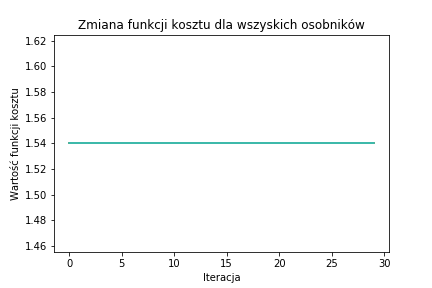 Zmiana funkcji kosztu dla wszyskich osobników
1.62
1.60
1.58
1.56
1.54
1.52
1.50
1.48
1.46
Wartość funkcji kosztu
0 5 10 15 20 25 30
Iteracja